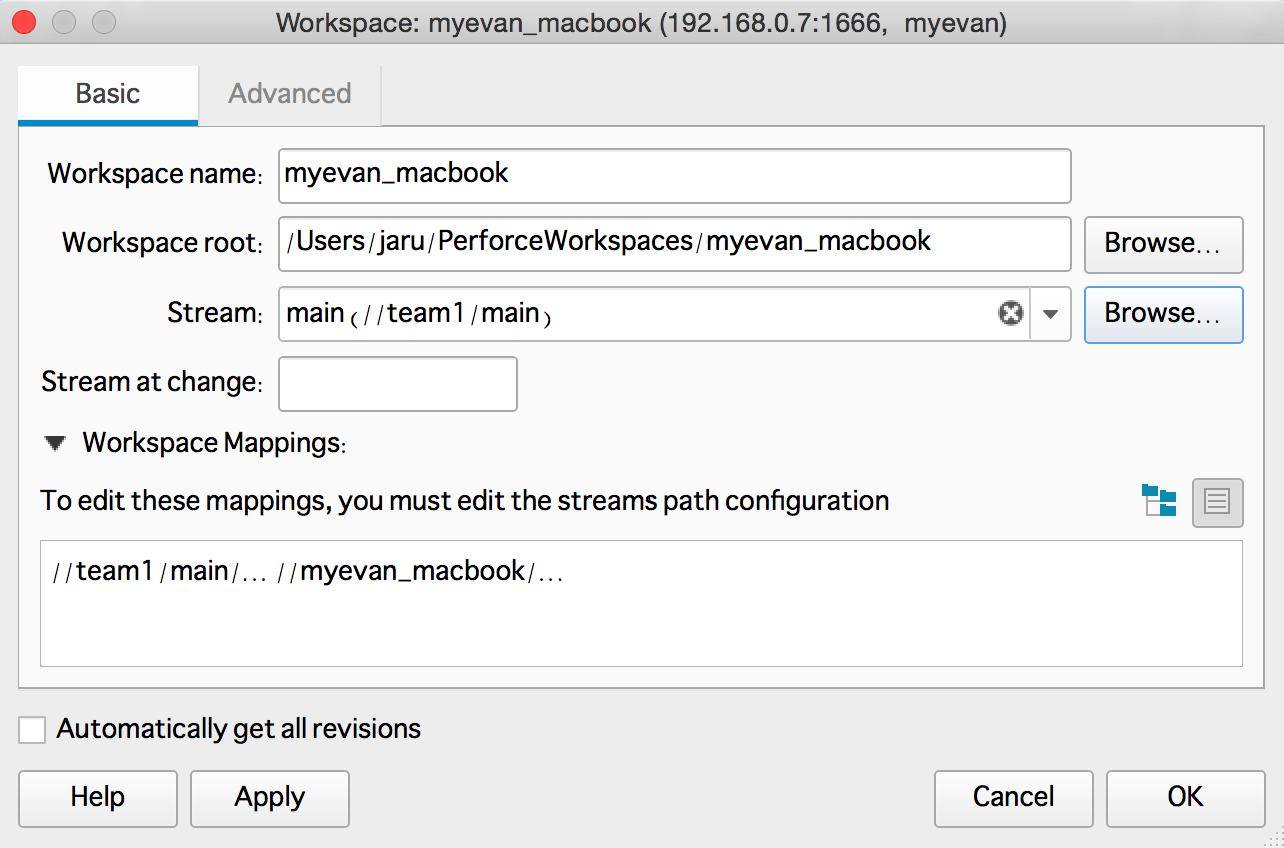 Workspace: myevan_macbook (192.168.0.7:1666, myevan)
Basic Advanced
Workspace name: myevan_macbook
Workspace root: /Users/jaru/PerforceWorkspaces/myevan_macbook Browse...
Stream: main (//team1/main) Browse...
Stream at change:
Workspace Mappings:
To edit these mappings, you must edit the streams path configuration
//team1/main/... //myevan_macbook/...
Automatically get all revisions
Help Apply Cancel OK